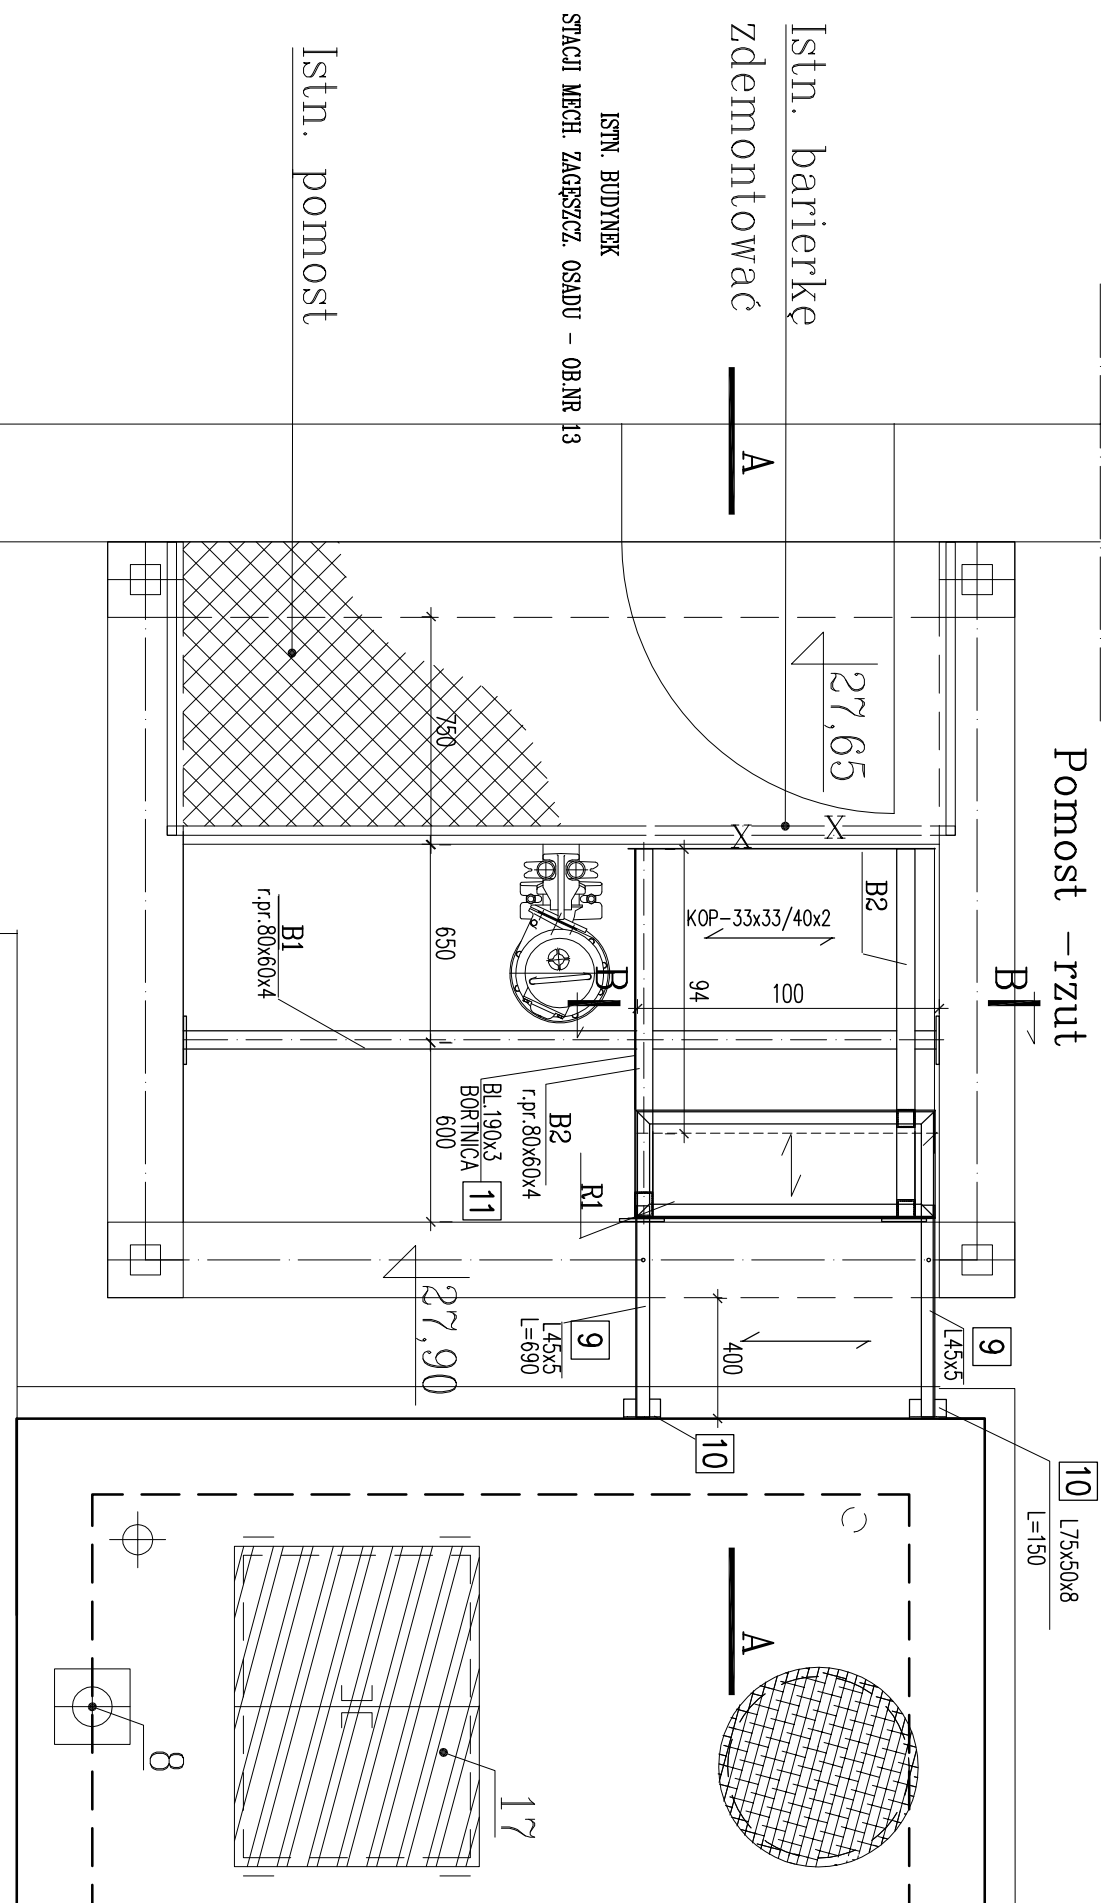 Pomost -rzut
Istn. barierkę
zdemontować
ISTN. BUDYNEK
STACJI MECH. ZAGĘSZCZ. OSADU - OB.NR 13
Istn. pomost
A
27,65
X
X
B2
KOP-33x33/40x2
B
B
100
94
750
650
600
B1
r.pr.80x60x4
B2
r.pr.80x60x4
BL.190x3
BORTNICA
11
R1
27,90
9
L45x5
9
L45x5
L=690
400
10
10
L75x50x8
L=150
A
17
8